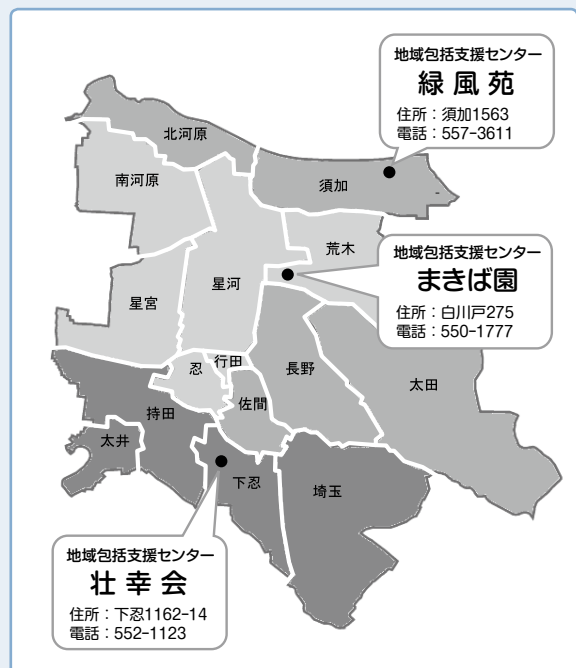 地域包括支援センター
緑風苑
住所：須加1563
電話：557-3611
北河原
南河原
須加
荒木
地域包括支援センター
まきば園
住所：白川戸275
電話：550-1777
星河
星宮
行田
忍
長野
太田
佐間
持田
太井
下忍
埼玉
地域包括支援センター
壮幸会
住所：下忍1162-14
電話：552-1123